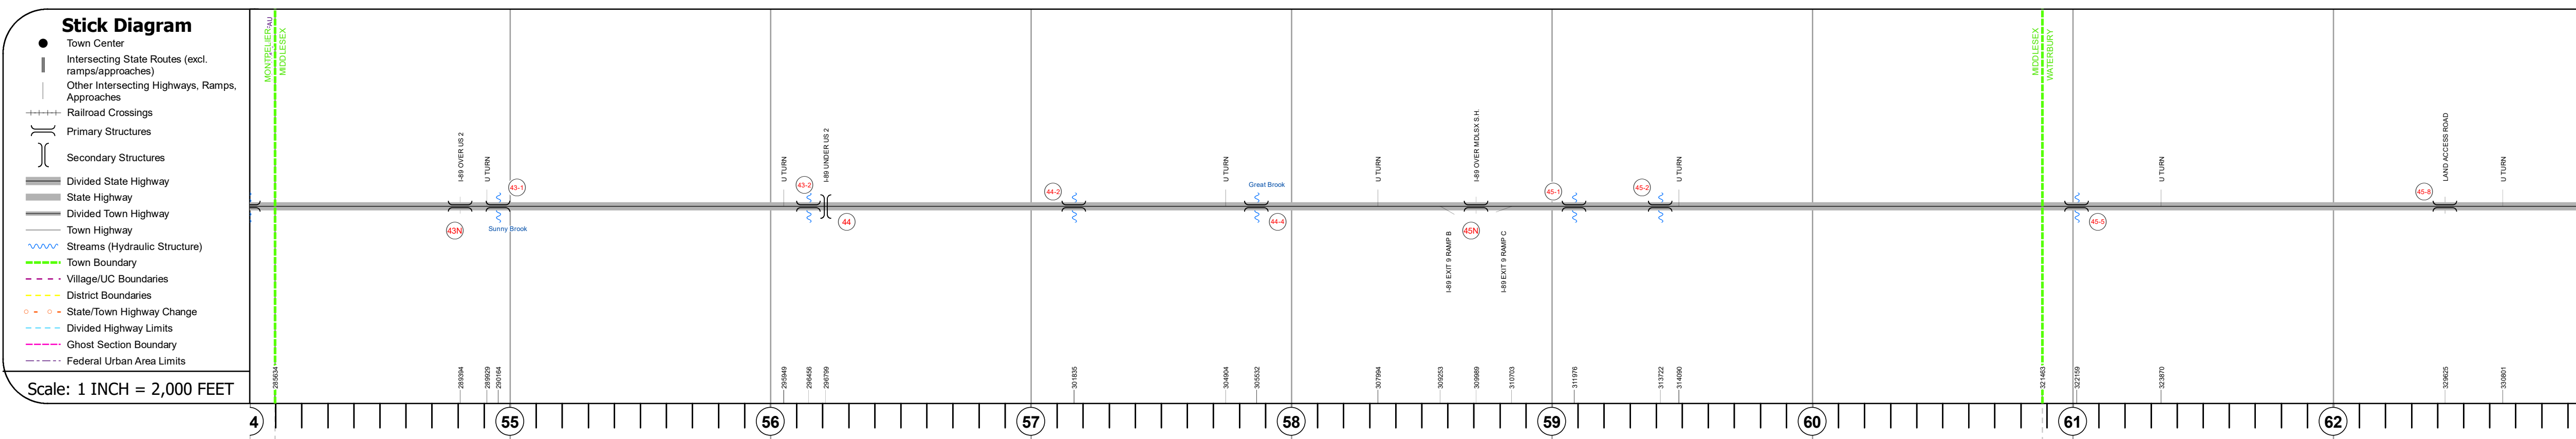 Stick Diagram
Town Center
Intersecting State Routes (excl.
ramps/approaches)
Other Intersecting Highways, Ramps,
Approaches
Railroad Crossings
Primary Structures
Secondary Structures
Divided State Highway
State Highway
Divided Town Highway
Town Highway
Streams (Hydraulic Structure)
Town Boundary
Village/UC Boundaries
District Boundaries
State/Town Highway Change
Divided Highway Limits
Ghost Section Boundary
Federal Urban Area Limits
Scale: 1 INCH = 2,000 FEET
MONTPELIER
FAU
MIDDLESEX
MIDDLESEX
WATERBURY
I-89 OVER US 2
U TURN
43-1
43N
Sunny Brook
U TURN
43-2
I-89 UNDER US 2
44
44-2
U TURN
Great Brook
44-4
U TURN
I-89 EXIT 9 RAMP B
I-89 OVER MDLSX S.H.
45N
I-89 EXIT 9 RAMP C
45-1
45-2
U TURN
45-5
U TURN
45-8
LAND ACCESS ROAD
U TURN
285634
289394
289929
290164
295949
296456
296799
301835
304904
305532
307994
309253
309989
310703
311976
313722
314090
321463
322159
323870
329625
330801
4
55
56
57
58
59
60
61
62